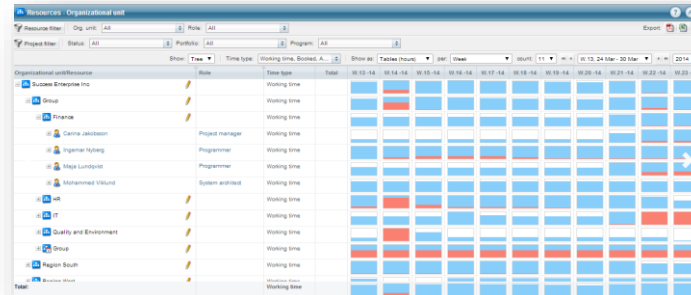 Resources - Organizational unit
Resource filter Org. unit: All Role: All Export:
Project filter Status: All Portfolio: All Program: All
Show: Tree Time type: Working time, Booked, A... Show as: Tables (hours) per: Week count: 11 W.13, 24 Mar - 30 Mar 2014
Organisational unit/Resource Role Time type Total W.13 -14 W.14 -14 W.15 -14 W.16 -14 W.17 -14 W.18 -14 W.19 -14 W.20 -14 W.21 -14 W.22 -14 W.23
Success Enterprise Inc Working time
Group Working time
Finance Working time
Carina Jakobsson Project manager Working time
Ingemar Nyberg Programmer Working time
Maja Lundqvist Programmer Working time
Mohammed Viklund System architect Working time
HR Working time
IT Working time
Quality and Environment Working time
Group Working time
Region South Working time
Region West Working time
Total: Working time